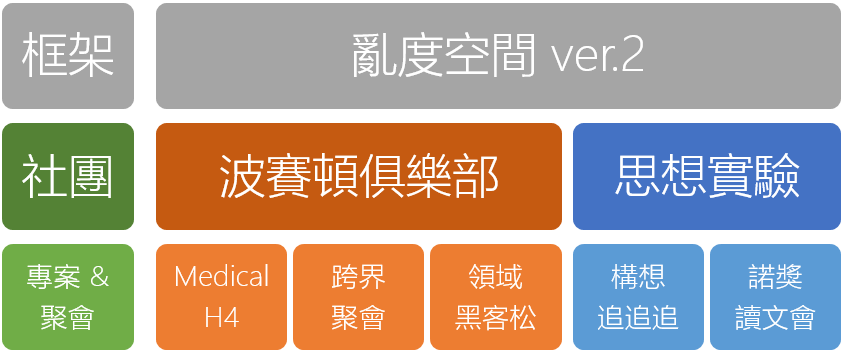 框架
亂度空間 ver.2
社團
波賽頓俱樂部
思想實驗
專案 &
聚會
Medical
H4
跨界
聚會
領域
黑客松
構想
追追追
諾獎
讀文會